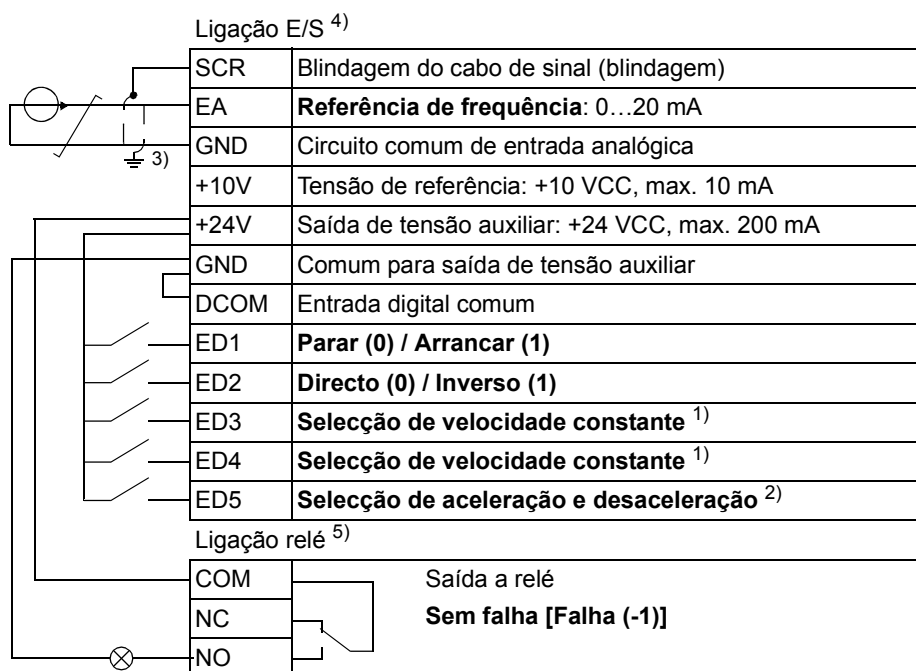 Ligação E/S 4)
SCR Blindagem do cabo de sinal (blindagem)
EA Referência de frequência: 0…20 mA
GND Circuito comum de entrada analógica
3)
+10V Tensão de referência: +10 VCC, max. 10 mA
+24V Saída de tensão auxiliar: +24 VCC, max. 200 mA
GND Comum para saída de tensão auxiliar
DCOM Entrada digital comum
ED1 Parar (0) / Arrancar (1)
ED2 Directo (0) / Inverso (1)
ED3 Selecção de velocidade constante 1)
ED4 Selecção de velocidade constante 1)
ED5 Selecção de aceleração e desaceleração 2)
Ligação relé 5)
COM Saída a relé
NC Sem falha [Falha (-1)]
NO